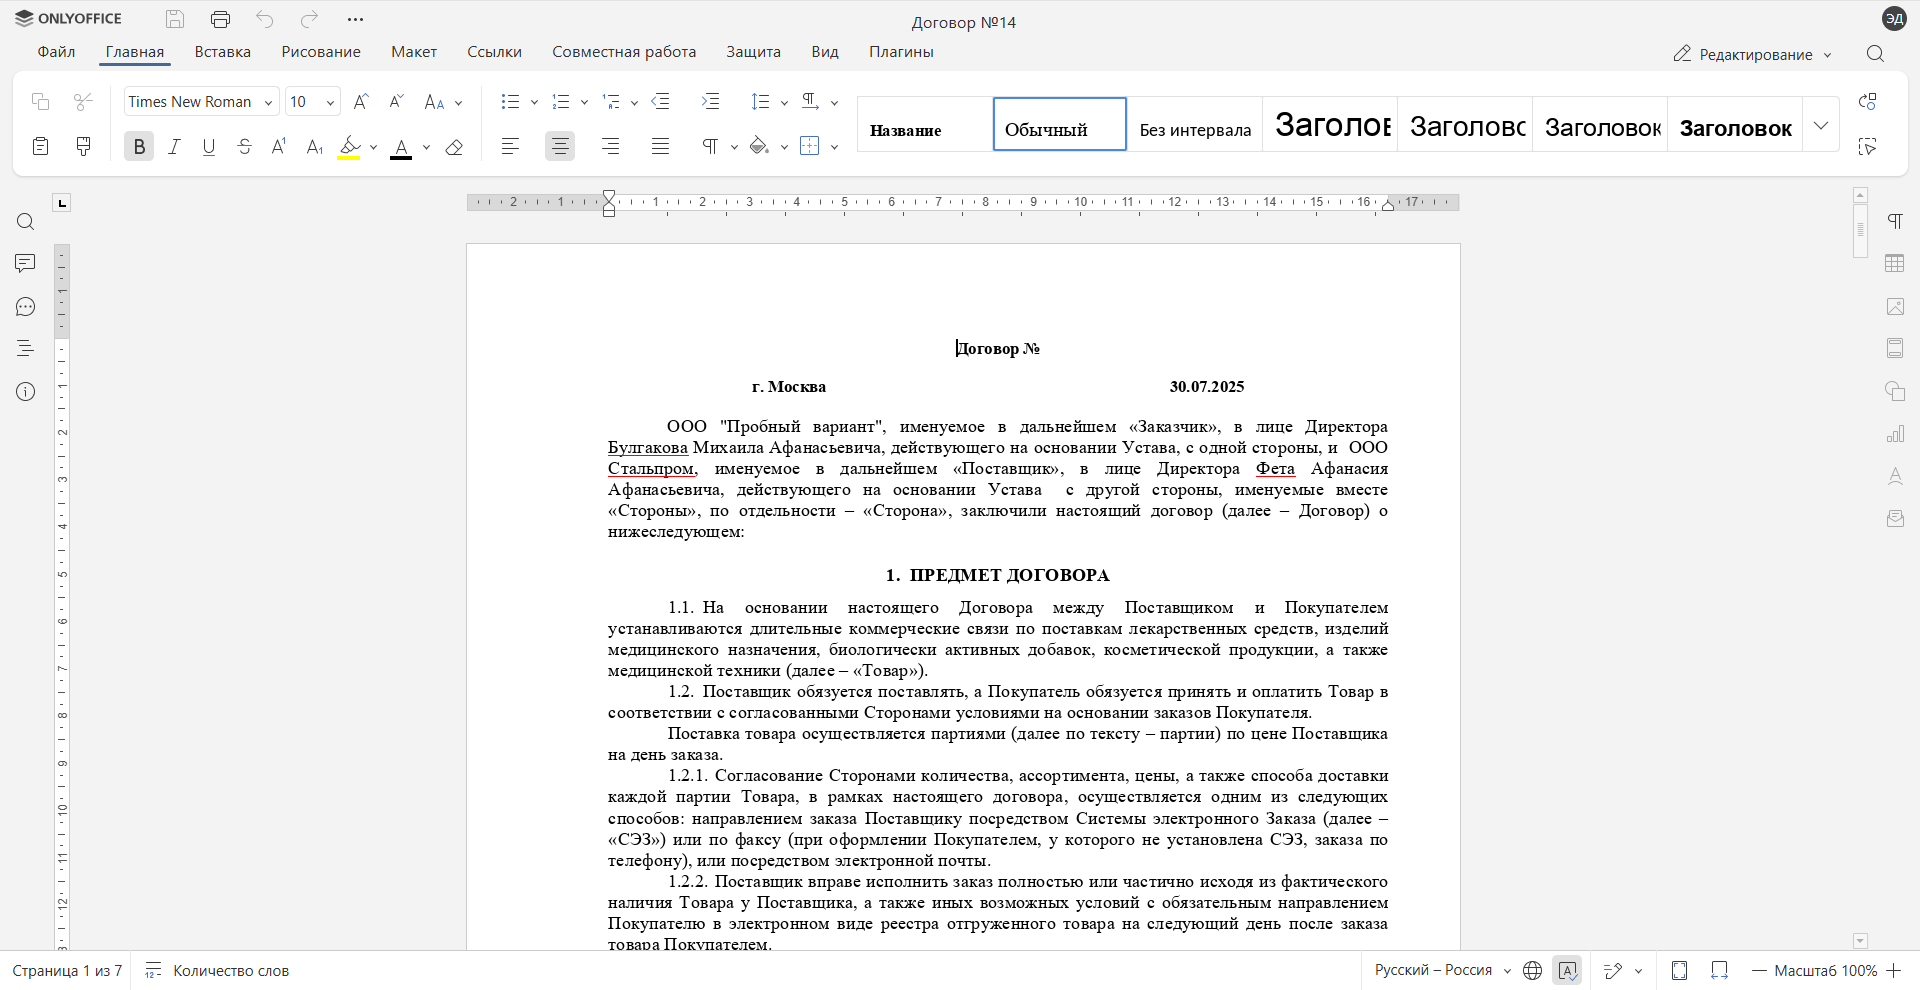 ONLYOFFICE
Договор №14
ЭД
Файл Главная Вставка Рисование Макет Ссылки Совместная работа Защита Вид Плагины
Редактирование
Times New Roman 10
Название Обычный Без интервала Заголов Заголовс Заголовок Заголовок
2 1 1 2 3 4 5 6 7 8 9 10 11 12 13 14 15 16 17
1 1 2 3 4 5 6 7 8 9 10 11 12
Договор №
г. Москва 30.07.2025
ООО "Пробный вариант", именуемое в дальнейшем «Заказчик», в лице Директора
Булгакова Михаила Афанасьевича, действующего на основании Устава, с одной стороны, и ООО
Стальпром, именуемое в дальнейшем «Поставщик», в лице Директора Фета Афанасия
Афанасьевича, действующего на основании Устава с другой стороны, именуемые вместе
«Стороны», по отдельности – «Сторона», заключили настоящий договор (далее – Договор) о
нижеследующем:
1. ПРЕДМЕТ ДОГОВОРА
1.1. На основании настоящего Договора между Поставщиком и Покупателем
устанавливаются длительные коммерческие связи по поставкам лекарственных средств, изделий
медицинского назначения, биологически активных добавок, косметической продукции, а также
медицинской техники (далее – «Товар»).
1.2. Поставщик обязуется поставлять, а Покупатель обязуется принять и оплатить Товар в
соответствии с согласованными Сторонами условиями на основании заказов Покупателя.
Поставка товара осуществляется партиями (далее по тексту – партии) по цене Поставщика
на день заказа.
1.2.1. Согласование Сторонами количества, ассортимента, цены, а также способа доставки
каждой партии Товара, в рамках настоящего договора, осуществляется одним из следующих
способов: направлением заказа Поставщику посредством Системы электронного Заказа (далее –
«СЭЗ») или по факсу (при оформлении Покупателем, у которого не установлена СЭЗ, заказа по
телефону), или посредством электронной почты.
1.2.2. Поставщик вправе исполнить заказ полностью или частично исходя из фактического
наличия Товара у Поставщика, а также иных возможных условий с обязательным направлением
Покупателю в электронном виде реестра отгруженного товара на следующий день после заказа
товара Покупателем.
Страница 1 из 7 Количество слов Русский – Россия Масштаб 100%